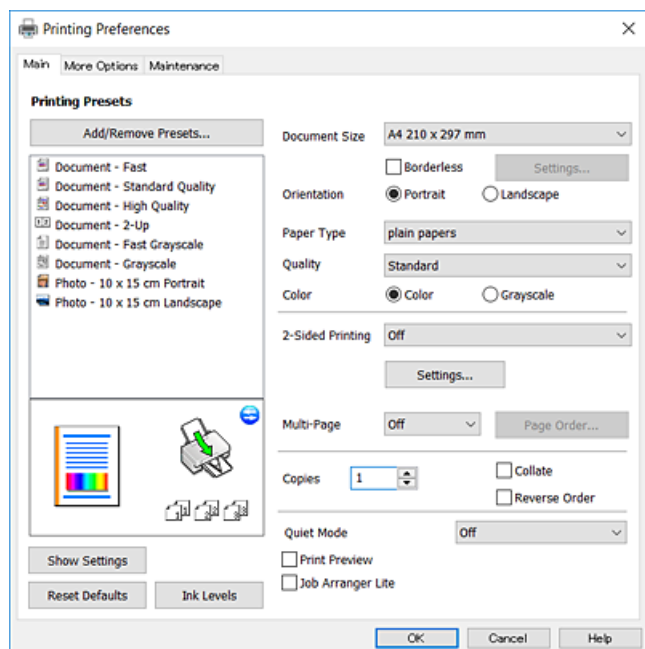 Printing Preferences
Main More Options Maintenance
Printing Presets
Add/Remove Presets...
Document - Fast
Document - Standard Quality
Document - High Quality
Document - 2-Up
Document - Fast Grayscale
Document - Grayscale
Photo - 10 x 15 cm Portrait
Photo - 10 x 15 cm Landscape
Show Settings
Reset Defaults Ink Levels
Document Size A4 210 x 297 mm
Borderless Settings...
Orientation Portrait Landscape
Paper Type plain papers
Quality Standard
Color Color Grayscale
2-Sided Printing Off
Settings...
Multi-Page Off Page Order...
Copies 1 Collate
Reverse Order
Quiet Mode Off
Print Preview
Job Arranger Lite
OK Cancel Help